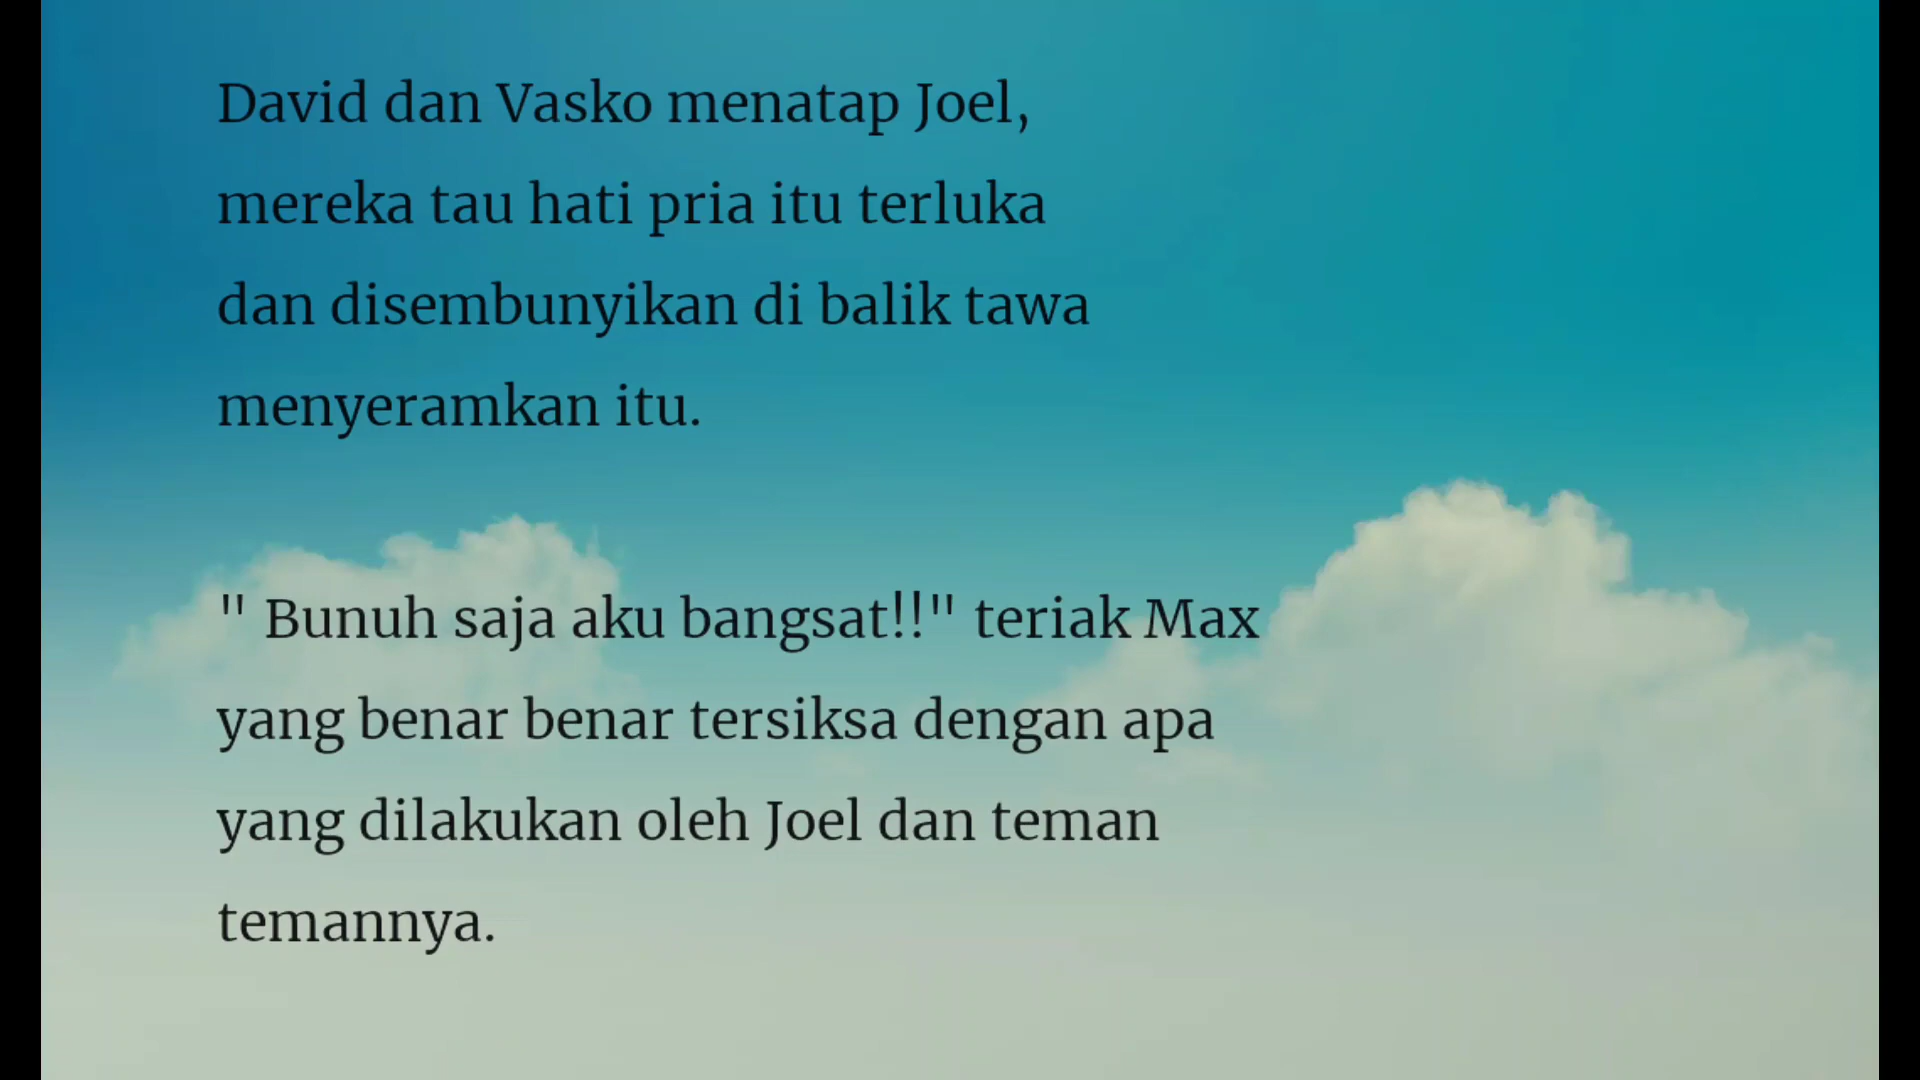 David dan Vasko menatap Joel,
mereka tau hati pria itu terluka
dan disembunyikan di balik tawa
menyeramkan itu.
" Bunuh saja aku bangsat!!" teriak Max
yang benar benar tersiksa dengan apa
yang dilakukan oleh Joel dan teman
temannya.